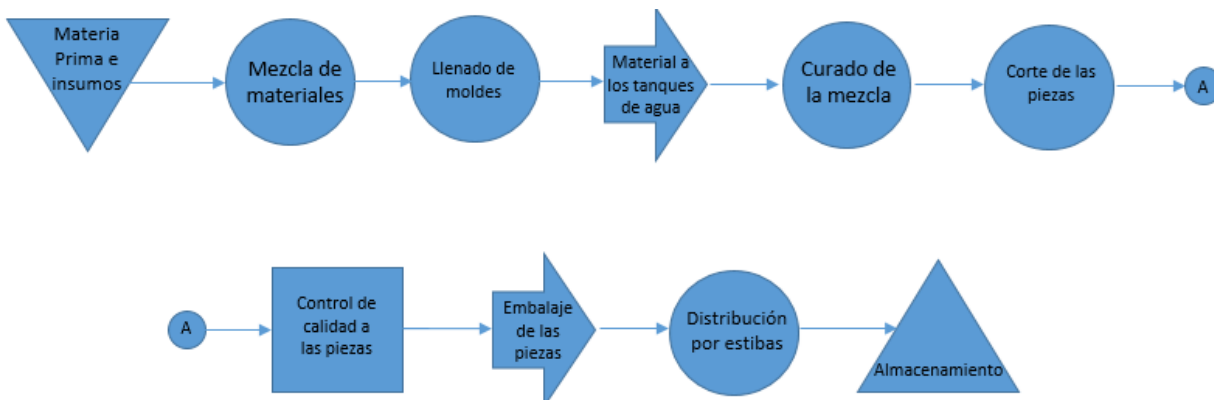 Materia
Prima e
insumos
Mezcla de
materiales
Llenado de
moldes
Material a
los tanques
de agua
Curado de
la mezcla
Corte de las
piezas
A
A
Control de
calidad a
las piezas
Embalaje
de las
piezas
Distribución
por estibas
Almacenamiento